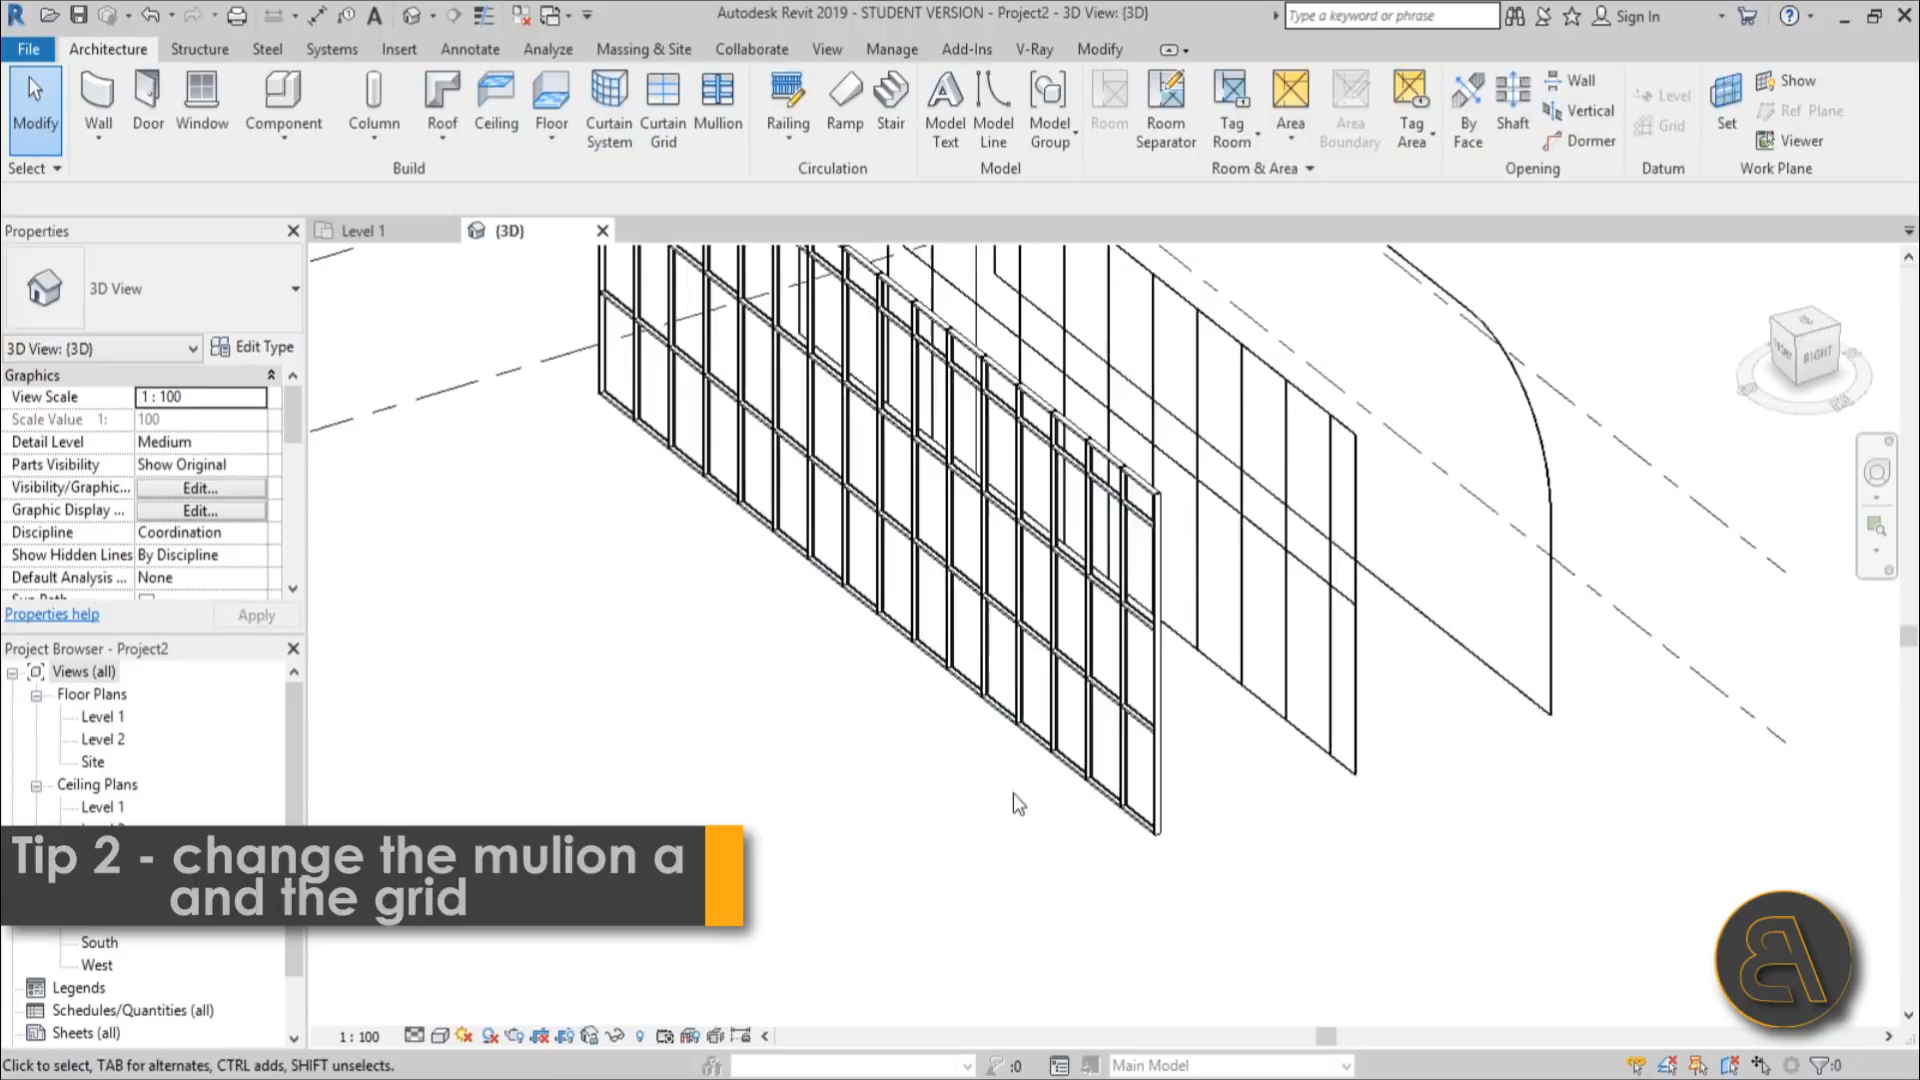 Autodesk Revit 2019 - STUDENT VERSION - Project2 - 3D View: {3D}
Type a keyword or phrase
Sign In
File Architecture Structure Steel Systems Insert Annotate Analyze Massing & Site Collaborate View Manage Add-Ins V-Ray Modify
Modify Wall Door Window Component Column Roof Ceiling Floor Curtain System Curtain Grid Mullion Railing Ramp Stair Model Text Model Line Model Group Room Room Separator Tag Room Area Area Boundary Tag Area By Face Shaft Wall Vertical Dormer Level Grid Set Show Ref Plane Viewer
Select Build Circulation Model Room & Area Opening Datum Work Plane
Properties
Level 1
{3D}
3D View
3D View: {3D}
Edit Type
Graphics
View Scale 1 : 100
Scale Value 1: 100
Detail Level Medium
Parts Visibility Show Original
Visibility/Graphic... Edit...
Graphic Display ... Edit...
Discipline Coordination
Show Hidden Lines By Discipline
Default Analysis ... None
Properties help
Apply
Project Browser - Project2
Views (all)
Floor Plans
Level 1
Level 2
Site
Ceiling Plans
Level 1
Tip 2 - change the mulion a
and the grid
South
West
Legends
Schedules/Quantities (all)
Sheets (all)
FRONT
RIGHT
1 : 100
Click to select, TAB for alternates, CTRL adds, SHIFT unselects.
:0
Main Model
:0